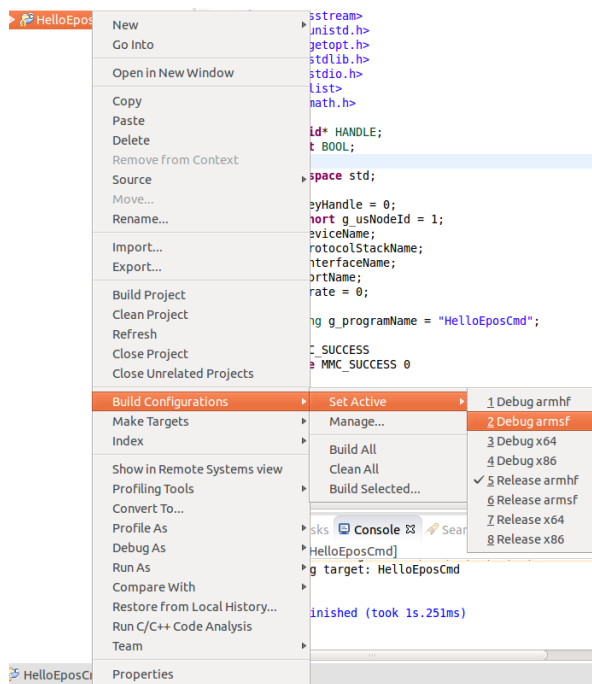 HelloEpos
New
Go Into
Open in New Window
Copy
Paste
Delete
Remove from Context
Source
Move...
Rename...
Import...
Export...
Build Project
Clean Project
Refresh
Close Project
Close Unrelated Projects
Build Configurations
Make Targets
Index
Show in Remote Systems view
Profiling Tools
Convert To...
Profile As
Debug As
Run As
Compare With
Restore from Local History...
Run C/C++ Code Analysis
Team
Properties
sstream>
unistd.h>
getopt.h>
stdlib.h>
stdio.h>
list>
math.h>
id* HANDLE;
t BOOL;
space std;
eyHandle = 0;
hort g_usNodeId = 1;
eviceName;
rotocolStackName;
nterfaceName;
ortName;
rate = 0;
ng g_programName = "HelloEposCmd";
C_SUCCESS
e MMC_SUCCESS 0
Set Active
Manage...
Build All
Clean All
Build Selected...
1 Debug armhf
2 Debug armsf
3 Debug x64
4 Debug x86
5 Release armhf
6 Release armsf
7 Release x64
8 Release x86
sks Console Sear
HelloEposCmd]
g target: HelloEposCmd
inished (took 1s.251ms)
HelloEposC